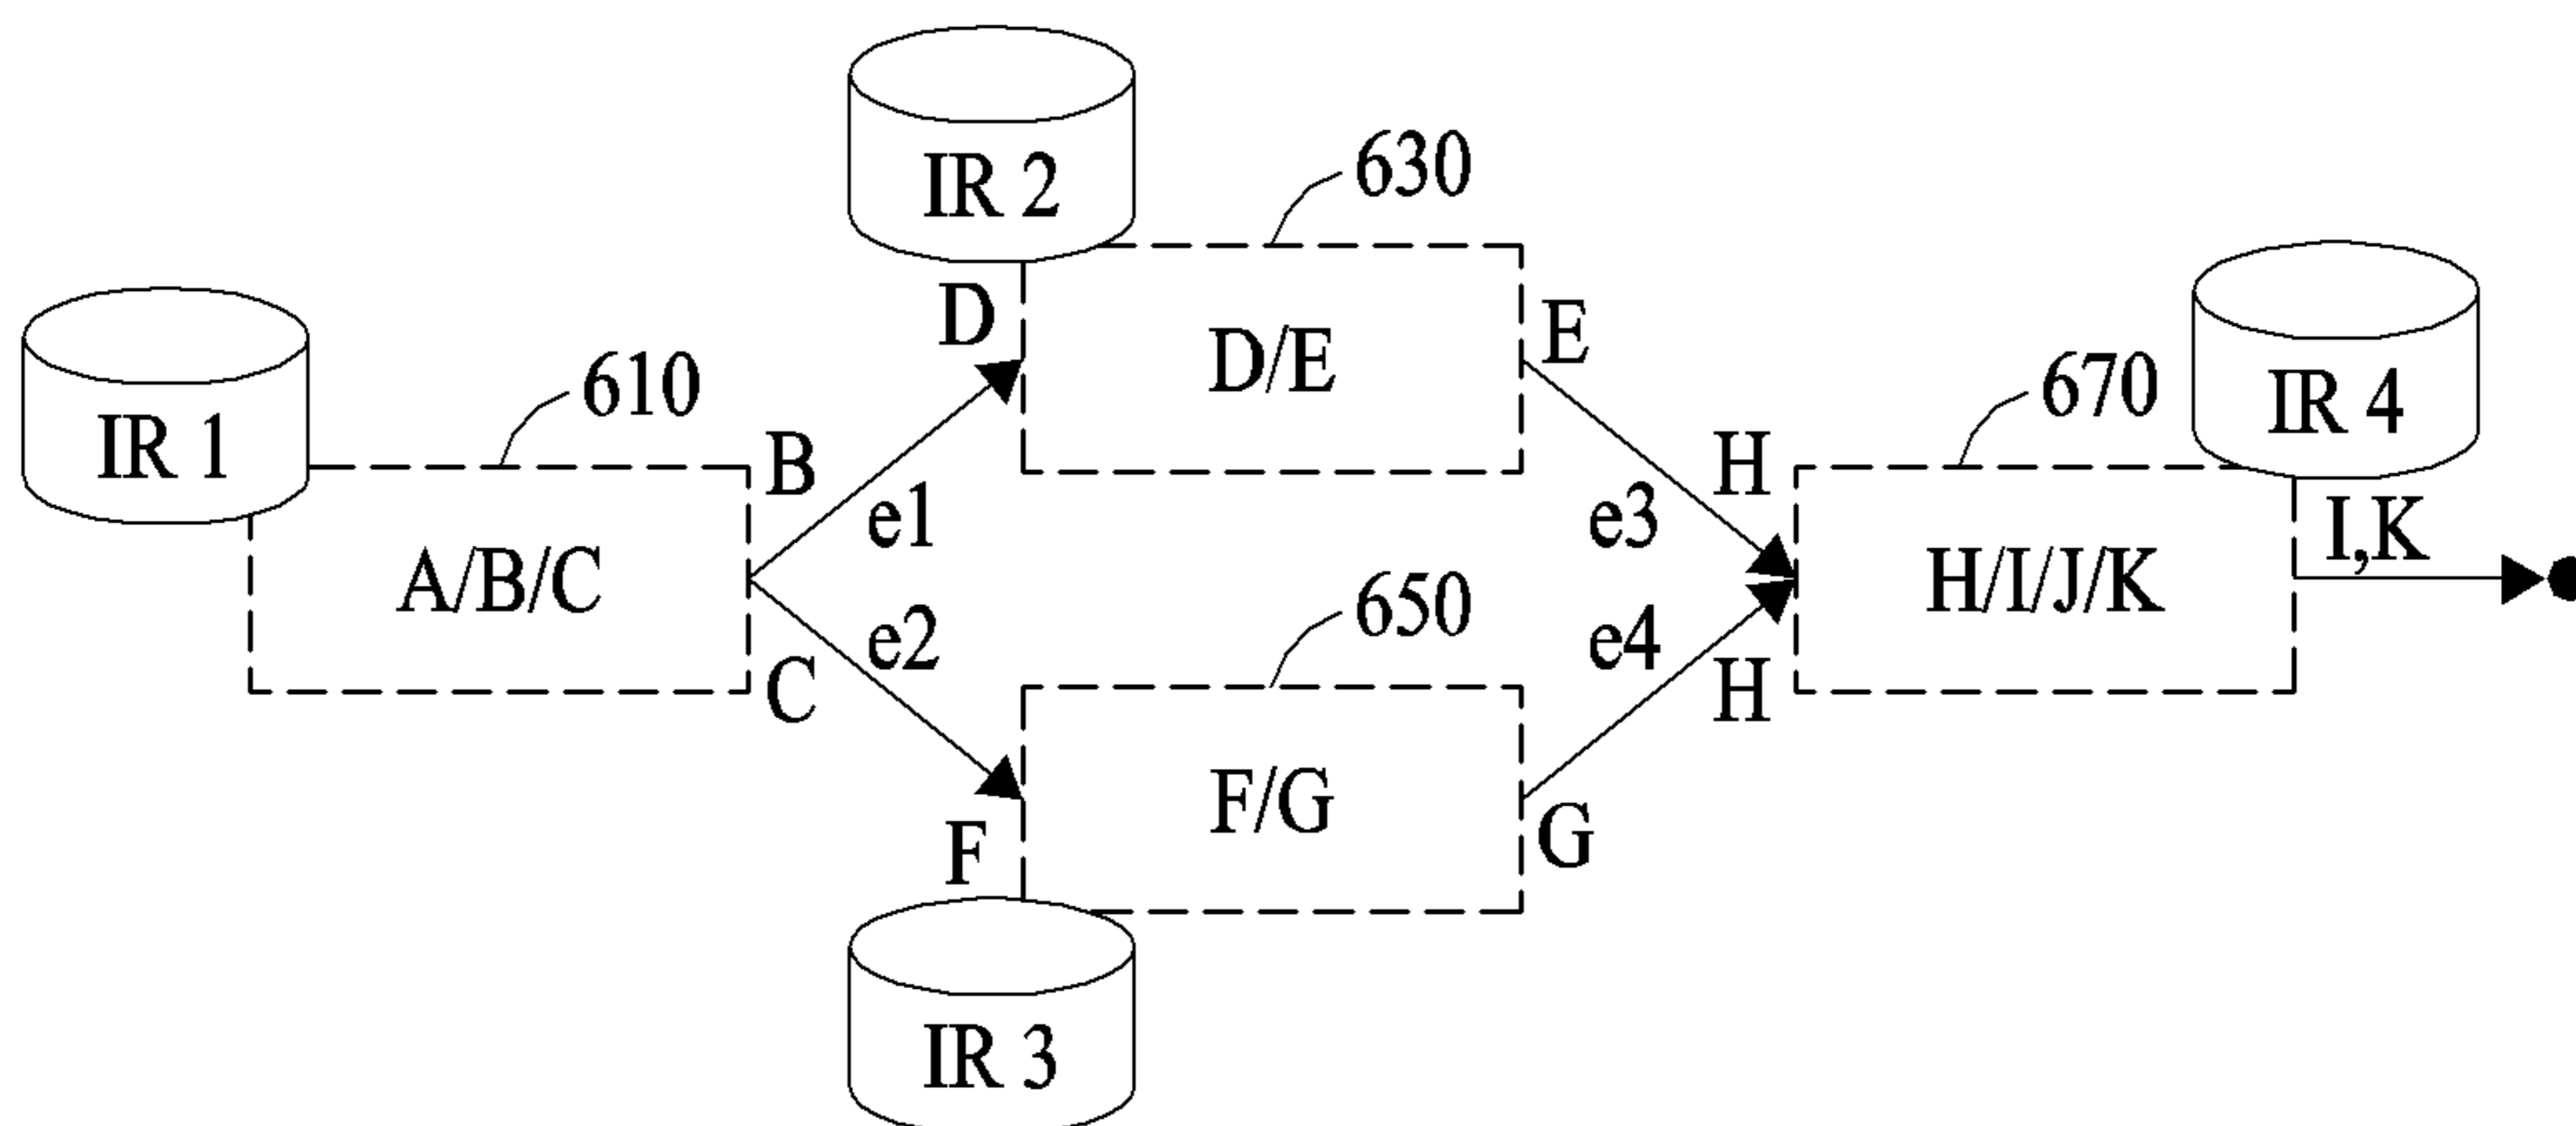 IR 2
630
D
D/E
E
IR 1
610
A/B/C
B
e1
e3
H
670
IR 4
H/I/J/K
I,K
C
e2
650
e4
H
F
F/G
G
IR 3